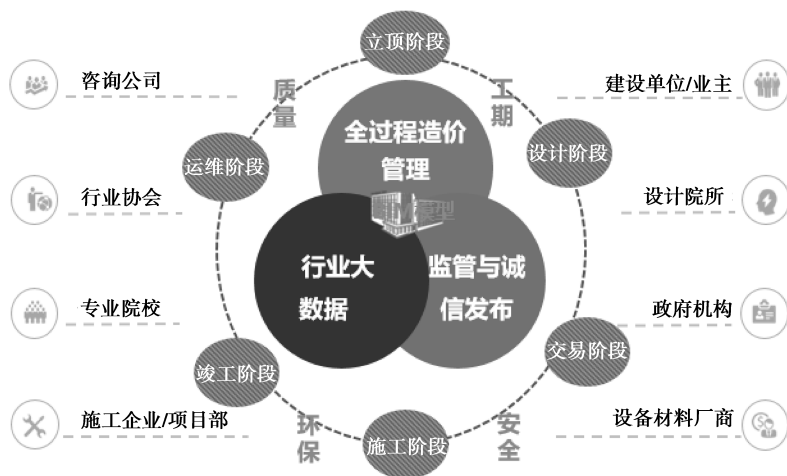 立顶阶段
咨询公司
质量
工期
建设单位/业主
全过程造价
管理
运维阶段
设计阶段
行业协会
设计院所
行业大
数据
监管与诚
信发布
专业院校
政府机构
竣工阶段
交易阶段
施工企业/项目部
环保
施工阶段
安全
设备材料厂商